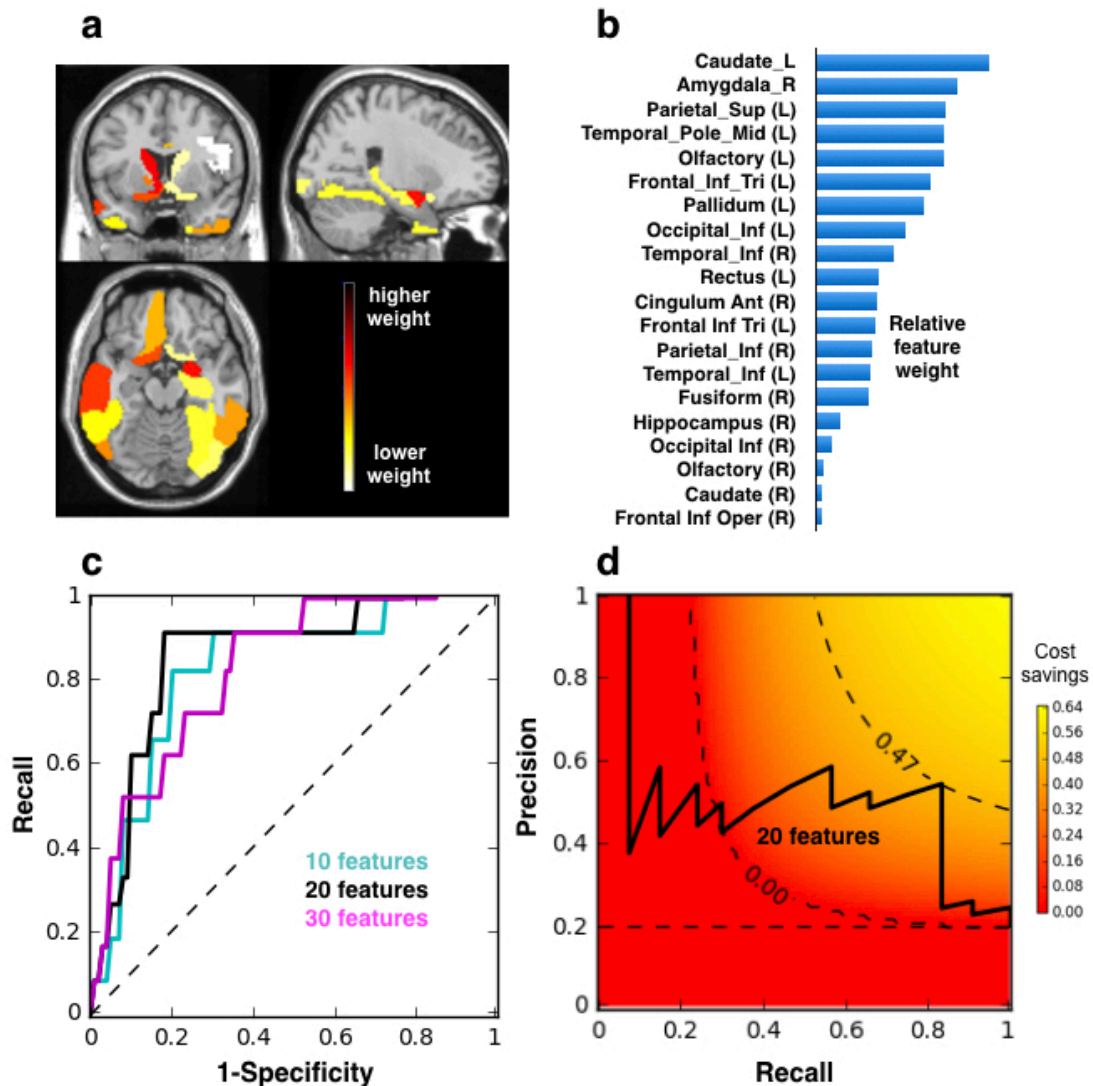 a
higher
weight
lower
weight
b
Caudate_L
Amygdala_R
Parietal_Sup (L)
Temporal_Pole_Mid (L)
Olfactory (L)
Frontal_Inf_Tri (L)
Pallidum (L)
Occipital_Inf (L)
Temporal_Inf (R)
Rectus (L)
Cingulum Ant (R)
Frontal Inf Tri (L)
Parietal_Inf (R)
Temporal_Inf (L)
Fusiform (R)
Hippocampus (R)
Occipital Inf (R)
Olfactory (R)
Caudate (R)
Frontal Inf Oper (R)
Relative
feature
weight
c
1
0.8
0.6
0.4
0.2
0
Recall
10 features
20 features
30 features
0 0.2 0.4 0.6 0.8 1
1-Specificity
d
1
0.8
0.6
0.4
0.2
0
Precision
0.47
20 features
0.00
0 0.2 0.4 0.6 0.8 1
Recall
Cost
savings
0.64
0.56
0.48
0.40
0.32
0.24
0.16
0.08
0.00